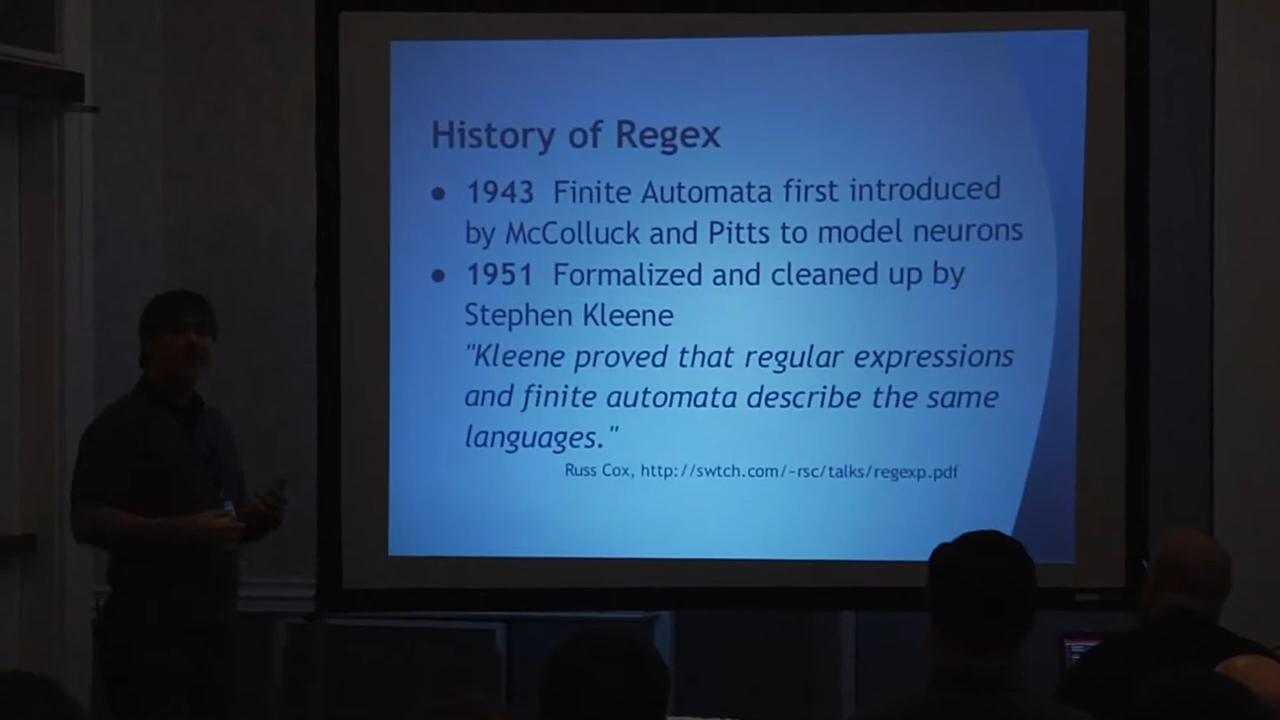 History of Regex
● 1943 Finite Automata first introduced
by McColluck and Pitts to model neurons
● 1951 Formalized and cleaned up by
Stephen Kleene
"Kleene proved that regular expressions
and finite automata describe the same
languages."
Russ Cox, http://swtch.com/~rsc/talks/regexp.pdf